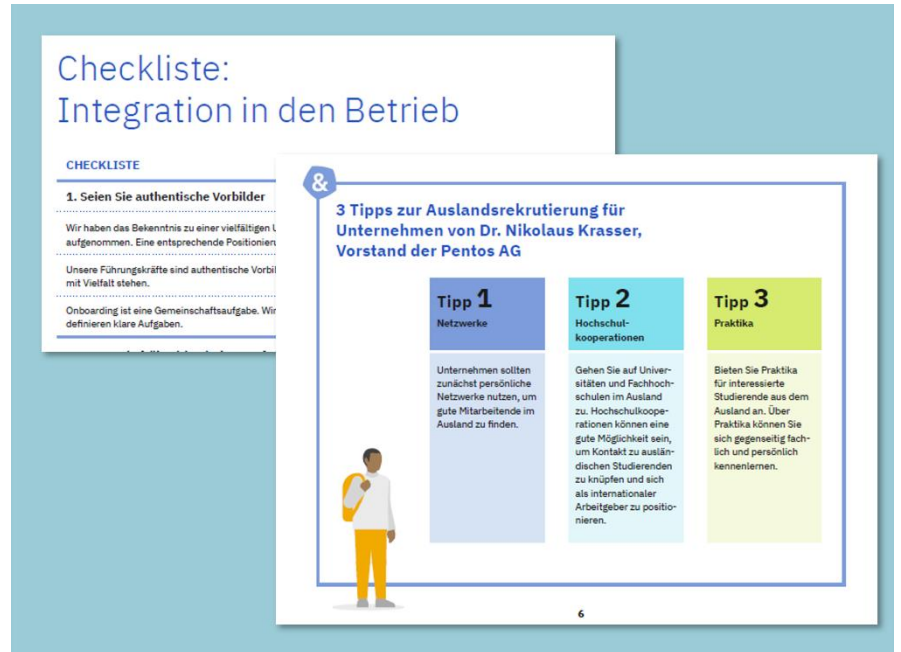 Checkliste:
Integration in den Betrieb
CHECKLISTE
1. Seien Sie authentische Vorbilder
Wir haben das Bekenntnis zu einer vielfältigen
aufgenommen. Eine entsprechende
Unsere Führungskräfte sind authentische
mit Vielfalt stehen.
Onboarding ist eine Gemeinschaftsaufgabe. Wir
definieren klare Aufgaben.
&
3 Tipps zur Auslandsrekrutierung für
Unternehmen von Dr. Nikolaus Krasser,
Vorstand der Pentos AG
Tipp 1
Netzwerke
Unternehmen sollten
zunächst persönliche
Netzwerke nutzen, um
gute Mitarbeitende im
Ausland zu finden.
Tipp 2
Hochschul-
kooperationen
Gehen Sie auf Univer-
sitäten und Fachhoch-
schulen im Ausland
zu. Hochschulkoope-
rationen können eine
gute Möglichkeit sein,
um Kontakt zu auslän-
dischen Studierenden
zu knüpfen und sich
als internationaler
Arbeitgeber zu positio-
nieren.
Tipp 3
Praktika
Bieten Sie Praktika
für interessierte
Studierende aus dem
Ausland an. Über
Praktika können Sie
sich gegenseitig fach-
lich und persönlich
kennenlernen.
6